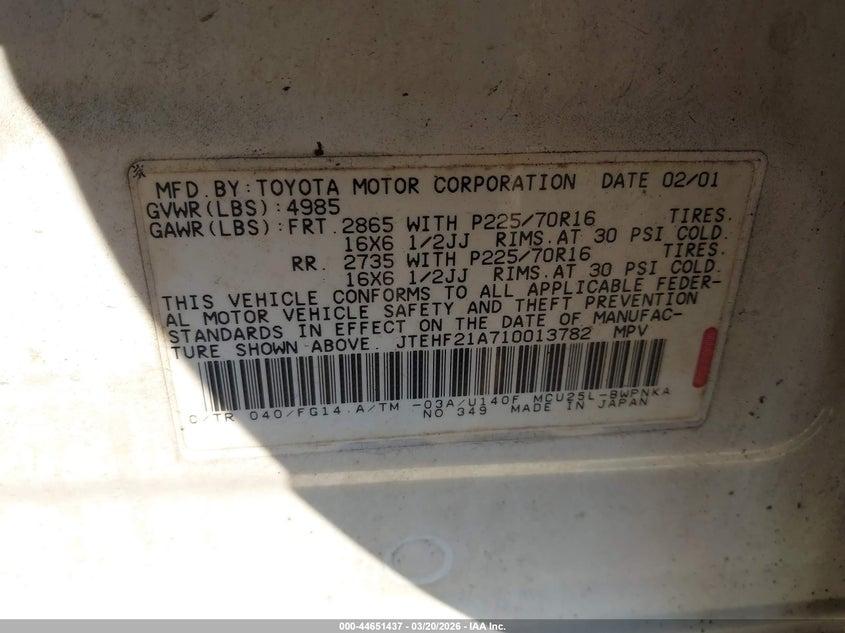 MFD.BY:TOYOTA MOTOR CORPORATION DATE 02/01
GVWR(LBS):4985
GAWR(LBS):FRT.2865 WITH P225/70R16 TIRES.
16X6 1/2JJ RIMS.AT 30 PSI COLD.
RR. 2735 WITH P225/70R16 TIRES.
16X6 1/2JJ RIMS.AT 30 PSI COLD.
THIS VEHICLE CONFORMS TO ALL APPLICABLE FEDER-
AL MOTOR VEHICLE SAFETY AND THEFT PREVENTION
STANDARDS IN EFFECT ON THE DATE OF MANUFAC-
TURE SHOWN ABOVE. JTEHF21A710013782 MPV
C/TR 040/FG14.A/TM -03A/U140F MCU25L-BWPNKA
NO 349 MADE IN JAPAN
000-44651437 - 03/20/2026 - IAA Inc.